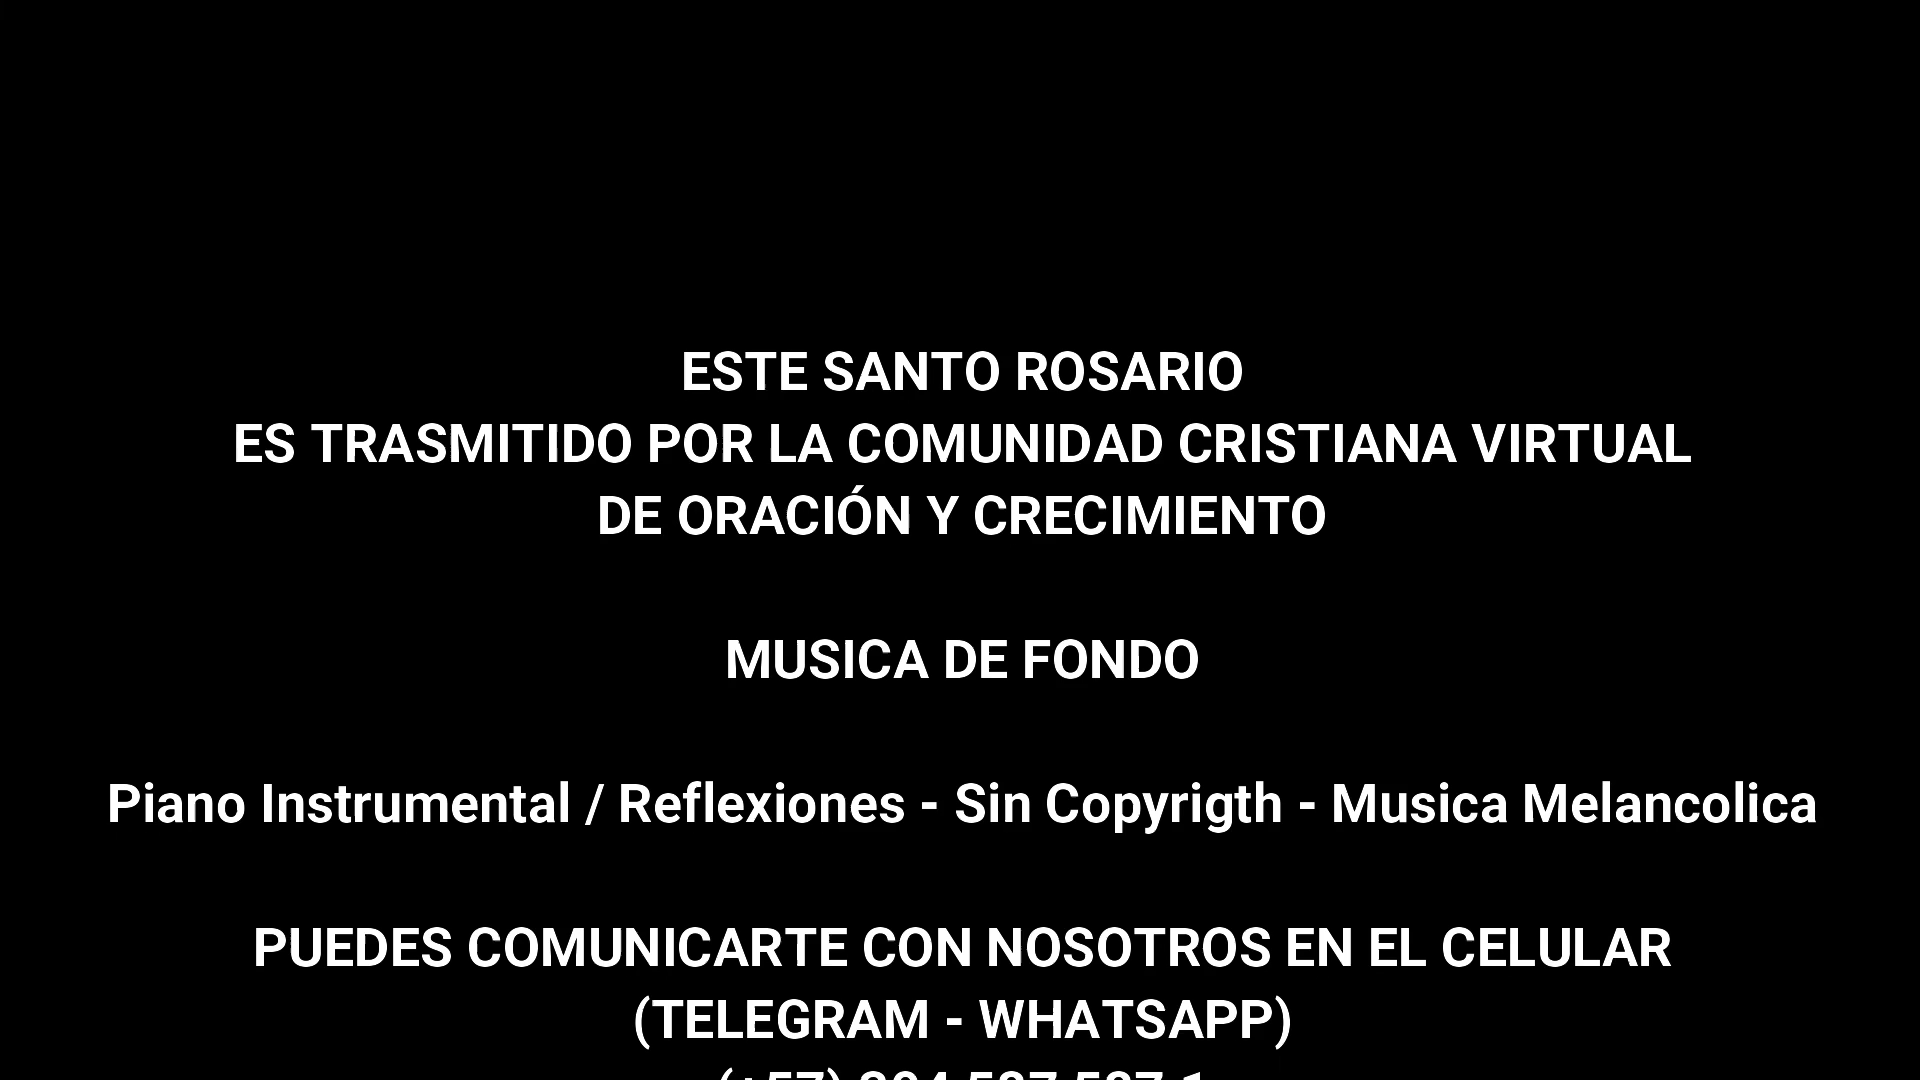 ESTE SANTO ROSARIO
ES TRASMITIDO POR LA COMUNIDAD CRISTIANA VIRTUAL
DE ORACIÓN Y CRECIMIENTO
MUSICA DE FONDO
Piano Instrumental / Reflexiones - Sin Copyrigth - Musica Melancolica
PUEDES COMUNICARTE CON NOSOTROS EN EL CELULAR
(TELEGRAM - WHATSAPP)